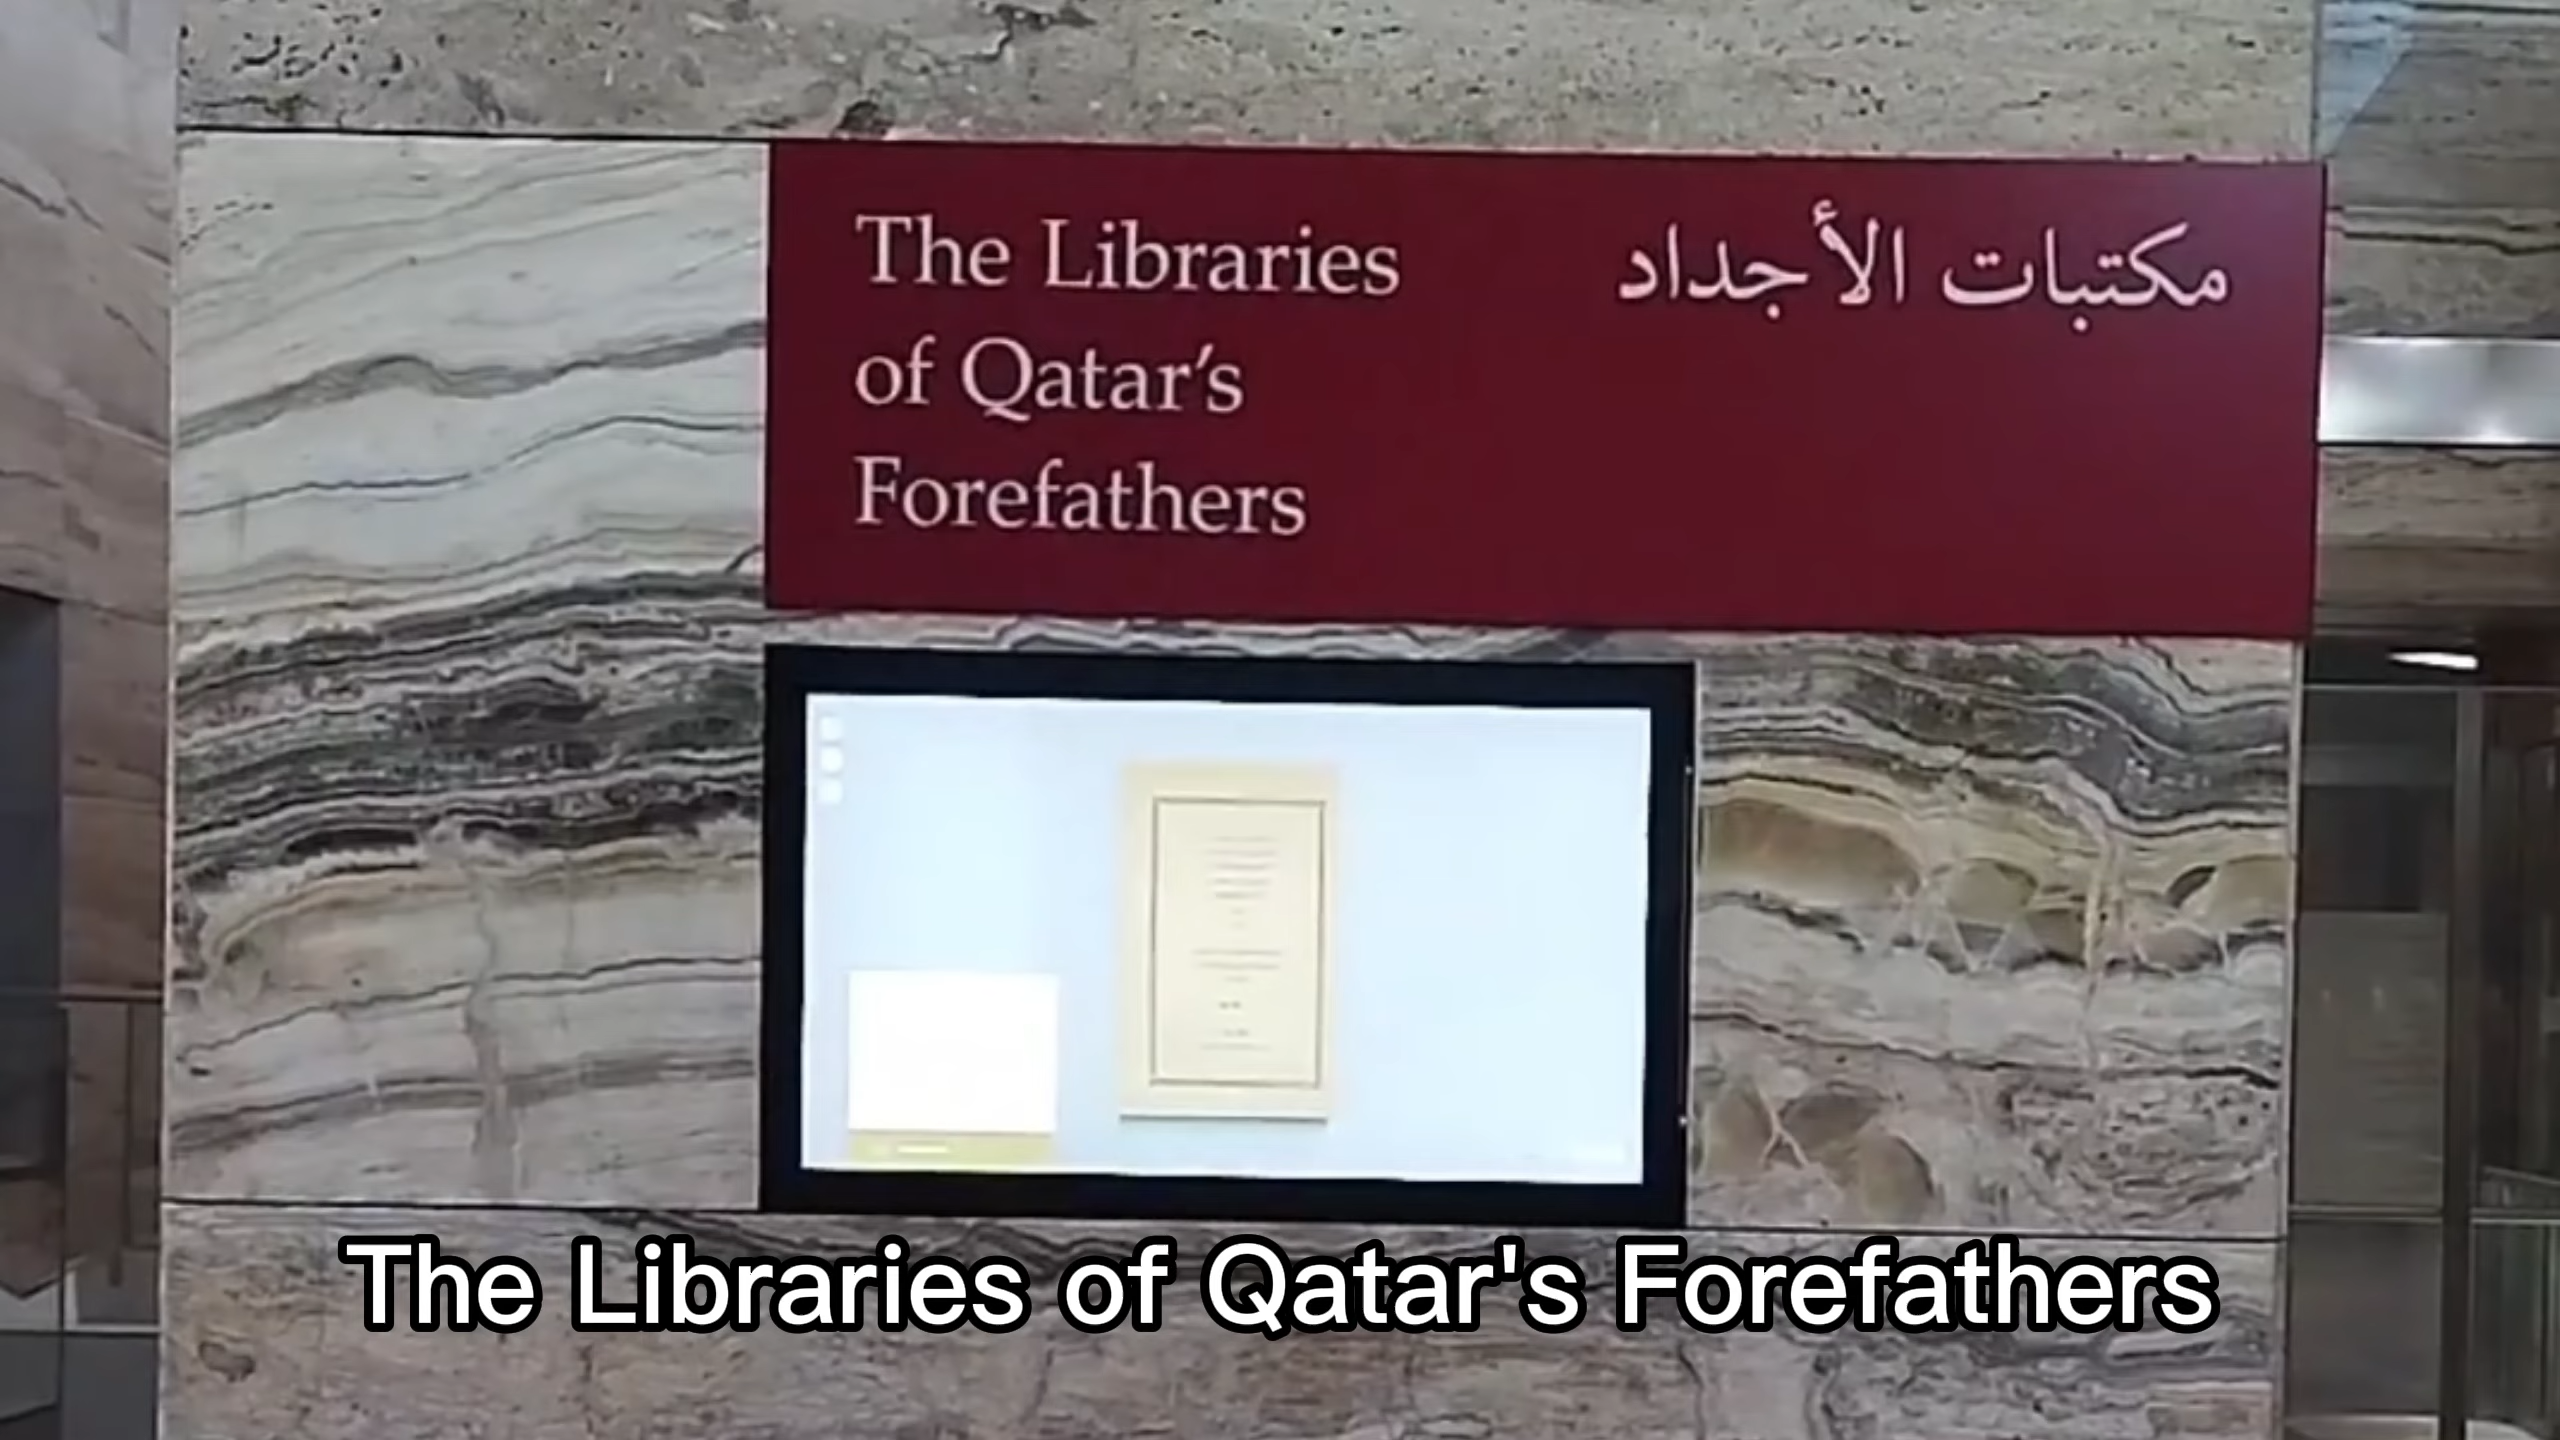 The Libraries
of Qatar's
Forefathers
مكتبات الأجداد
The Libraries of Qatar's Forefathers